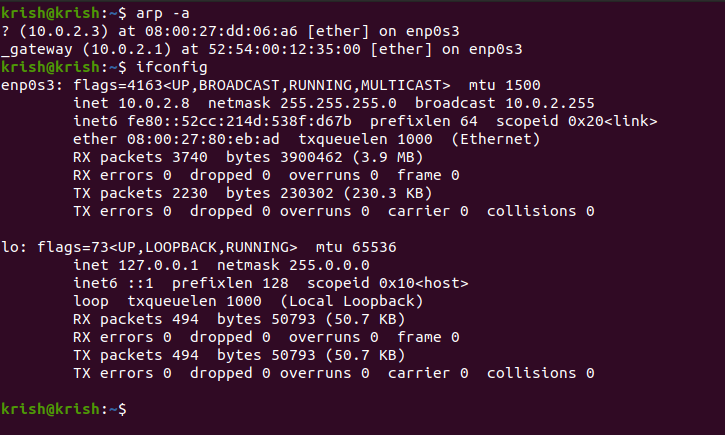 krish@krish:~$ arp -a
? (10.0.2.3) at 08:00:27:dd:06:a6 [ether] on enp0s3
_gateway (10.0.2.1) at 52:54:00:12:35:00 [ether] on enp0s3
krish@krish:~$ ifconfig
enp0s3: flags=4163<UP,BROADCAST,RUNNING,MULTICAST>  mtu 1500
        inet 10.0.2.8  netmask 255.255.255.0  broadcast 10.0.2.255
        inet6 fe80::52cc:214d:538f:d67b  prefixlen 64  scopeid 0x20<link>
        ether 08:00:27:80:eb:ad  txqueuelen 1000  (Ethernet)
        RX packets 3740  bytes 3900462 (3.9 MB)
        RX errors 0  dropped 0  overruns 0  frame 0
        TX packets 2230  bytes 230302 (230.3 KB)
        TX errors 0  dropped 0 overruns 0  carrier 0  collisions 0

lo: flags=73<UP,LOOPBACK,RUNNING>  mtu 65536
        inet 127.0.0.1  netmask 255.0.0.0
        inet6 ::1  prefixlen 128  scopeid 0x10<host>
        loop  txqueuelen 1000  (Local Loopback)
        RX packets 494  bytes 50793 (50.7 KB)
        RX errors 0  dropped 0  overruns 0  frame 0
        TX packets 494  bytes 50793 (50.7 KB)
        TX errors 0  dropped 0 overruns 0  carrier 0  collisions 0

krish@krish:~$